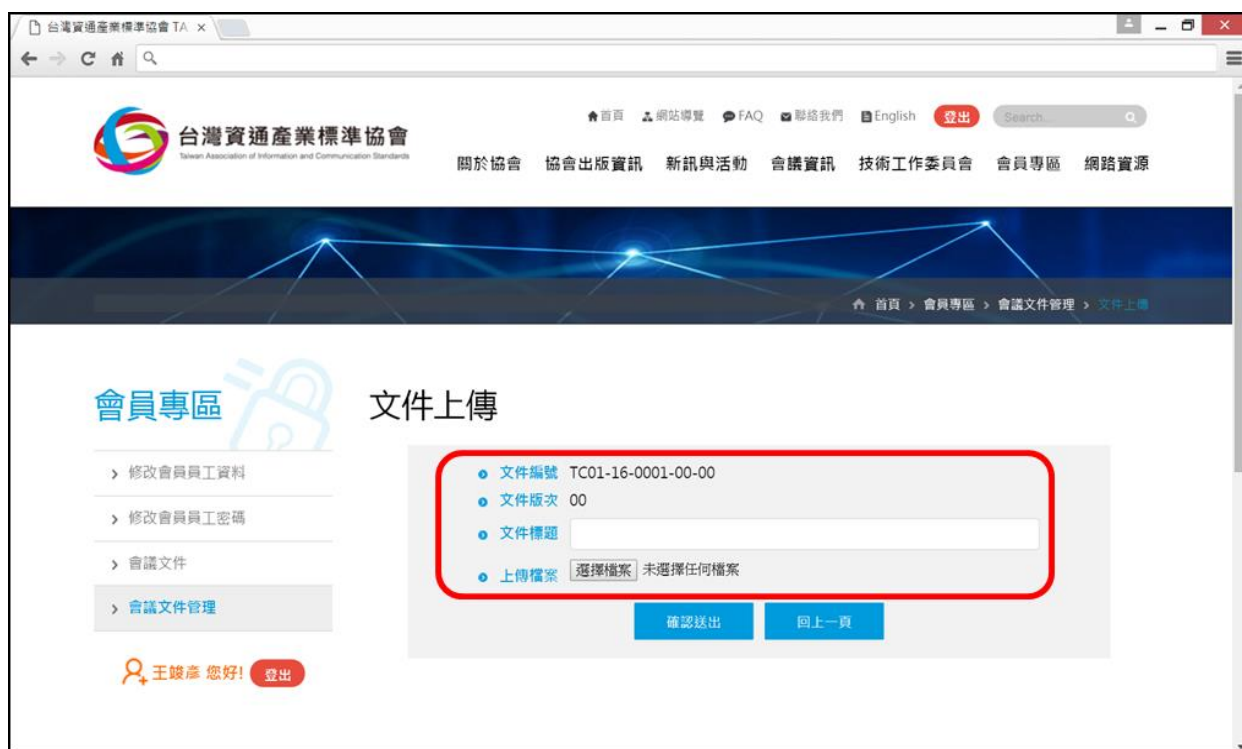 台灣資通產業標準協會 TA
首頁 網站導覽 FAQ 聯絡我們 English 登出 Search...
台灣資通產業標準協會
Taiwan Association of Information and Communication Standards
關於協會 協會出版資訊 新訊與活動 會議資訊 技術工作委員會 會員專區 網路資源
首頁 > 會員專區 > 會議文件管理 > 文件上傳
會員專區
文件上傳
修改會員員工資料
修改會員員工密碼
會議文件
會議文件管理
王竣彥 您好! 登出
文件編號 TC01-16-0001-00-00
文件版次 00
文件標題
上傳檔案 選擇檔案 未選擇任何檔案
確認送出 回上一頁